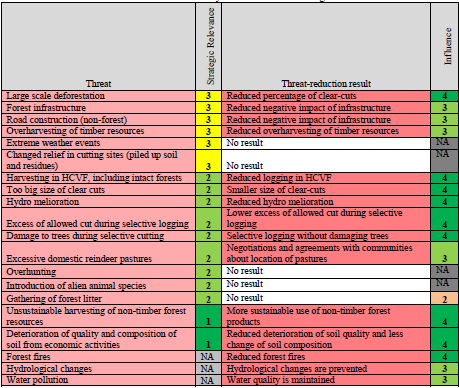 Threat Strategic Relevance Threat-reduction result Influence
Large scale deforestation 3 Reduced percentage of clear-cuts 4
Forest infrastructure 3 Reduced negative impact of infrastructure 3
Road construction (non-forest) 3 Reduced negative impact of infrastructure 3
Overharvesting of timber resources 3 Reduced overharvesting of timber resources 3
Extreme weather events 3 No result NA
Changed relief in cutting sites (piled up soil NA
and residues) 3 No result
Harvesting in HCVF, including intact forests 2 Reduced logging in HCVF 4
Too big size of clear cuts 2 Smaller size of clear-cuts 4
Hydro melioration 2 Reduced hydro melioration 4
Lower excess of allowed cut during selective
Excess of allowed cut during selective logging 2 logging 4
Damage to trees during selective cutting 2 Selective logging without damaging trees 4
Negotiations and agreements with communities
Excessive domestic reindeer pastures 2 about location of pastures 3
Overhunting 2 No result NA
Introduction of alien animal species 2 No result NA
Gathering of forest litter 2 No result 2
Unsustainable harvesting of non-timber forest More sustainable use of non-timber forest
resources 1 products 4
Deterioration of quality and composition of Reduced deterioration of soil quality and less
soil from economic activities 1 change of soil composition 4
Forest fires NA Reduced forest fires 4
Hydrological changes NA Hydrological changes are prevented 3
Water pollution NA Water quality is maintained 3